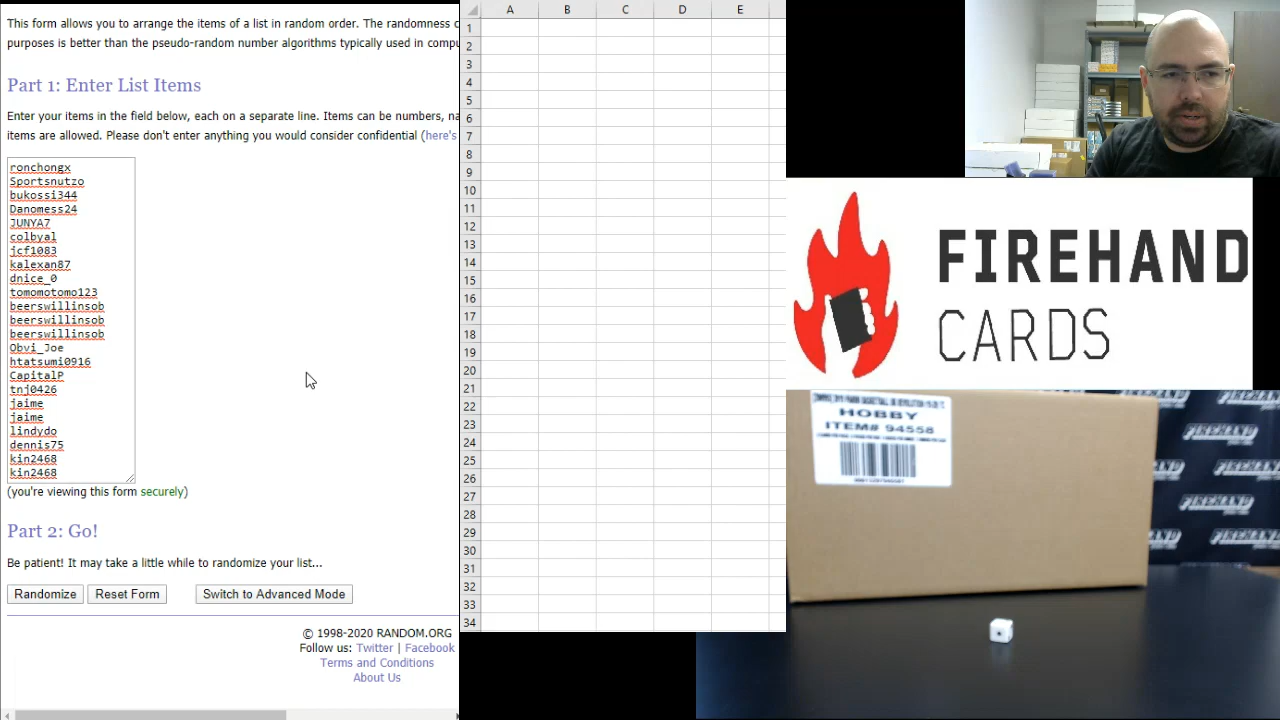 This form allows you to arrange the items of a list in random order. The randomness c
purposes is better than the pseudo-random number algorithms typically used in compu
Part 1: Enter List Items
Enter your items in the field below, each on a separate line. Items can be numbers, na
items are allowed. Please don't enter anything you would consider confidential (here's
ronchongx
Sportsnutzo
bukossi344
Danomess24
JUNYA7
colbyal
jcf1083
kalexan87
dnice_0
tomomotomo123
beerswillinsob
beerswillinsob
beerswillinsob
Obvi_Joe
htatsumi0916
CapitalP
tnj0426
jaime
jaime
lindydo
dennis75
kin2468
kin2468
(you're viewing this form securely)
Part 2: Go!
Be patient! It may take a little while to randomize your list...
Randomize Reset Form Switch to Advanced Mode
© 1998-2020 RANDOM.ORG
Follow us: Twitter | Facebook
Terms and Conditions
About Us
A B C D E
1
2
3
4
5
6
7
8
9
10
11
12
13
14
15
16
17
18
19
20
21
22
23
24
25
26
27
28
29
30
31
32
33
34
FIREHAND
CARDS
HOBBY
ITEM# 94558
FIREHAND
FIREHAND
FIREHAND
FIREHAND